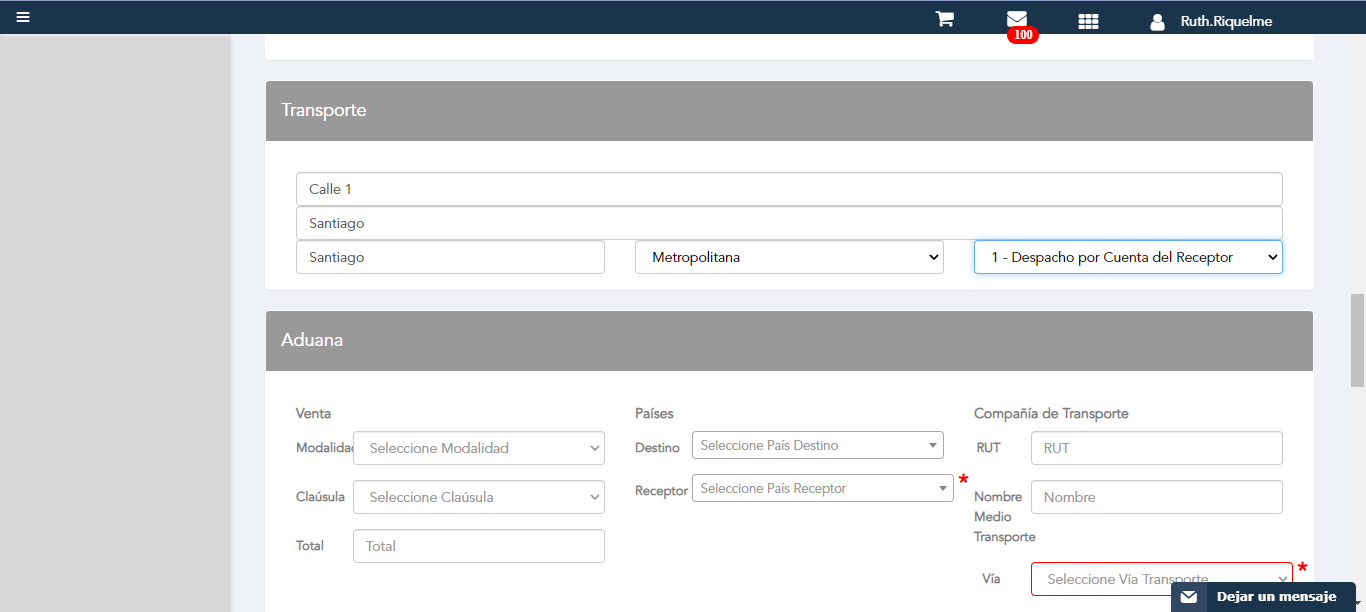 Ruth.Riquelme
100
Transporte
Calle 1
Santiago
Santiago Metropolitana 1 - Despacho por Cuenta del Receptor
Aduana
Venta Países Compañía de Transporte
Modalidad Seleccione Modalidad Destino Seleccione País Destino RUT RUT
Claúsula Seleccione Claúsula Receptor Seleccione País Receptor * Nombre Medio Transporte Nombre
Total Total
Vía Seleccione Vía Transporte *
Dejar un mensaje